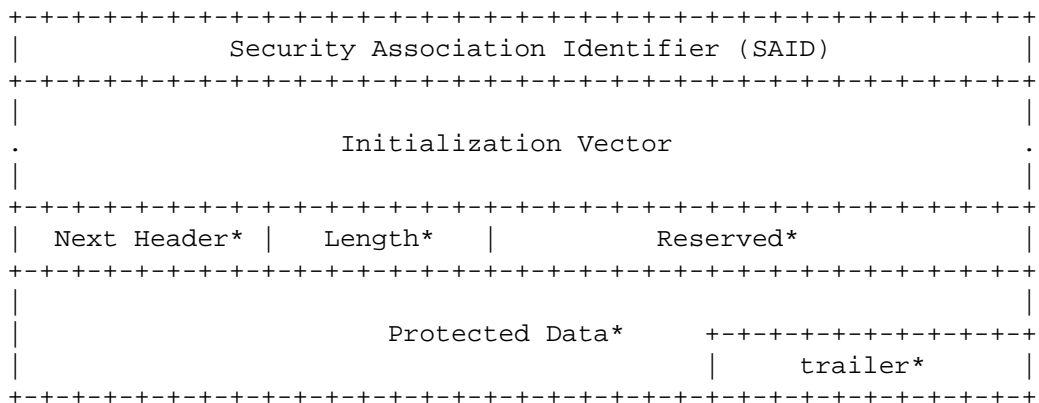 Security Association Identifier (SAID)
Initialization Vector
Next Header* | Length* | Reserved*
Protected Data*
trailer*